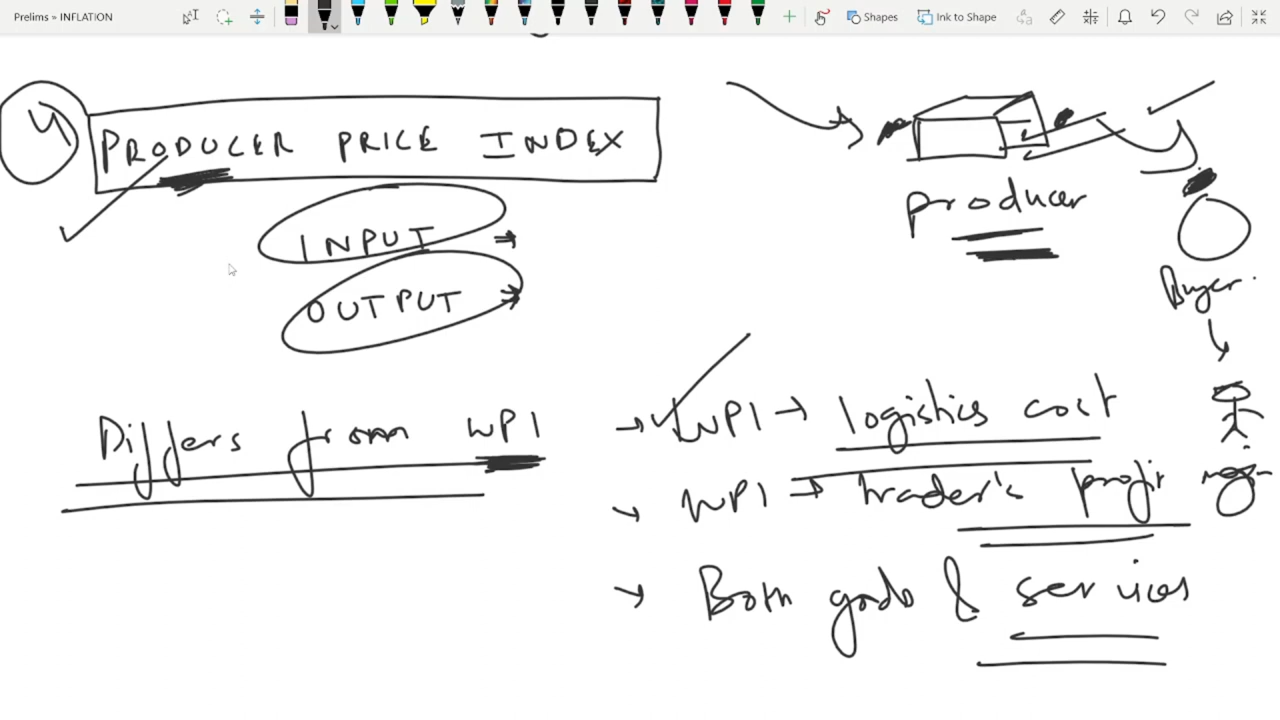 Prelims » INFLATION
Shapes
Ink to Shape
4
PRODUCER PRICE INDEX
INPUT →
OUTPUT →
producer
Buyer.
Differs from WPI
→ WPI → logistics cost
→ WPI → trader's profit
→ Both goods & services